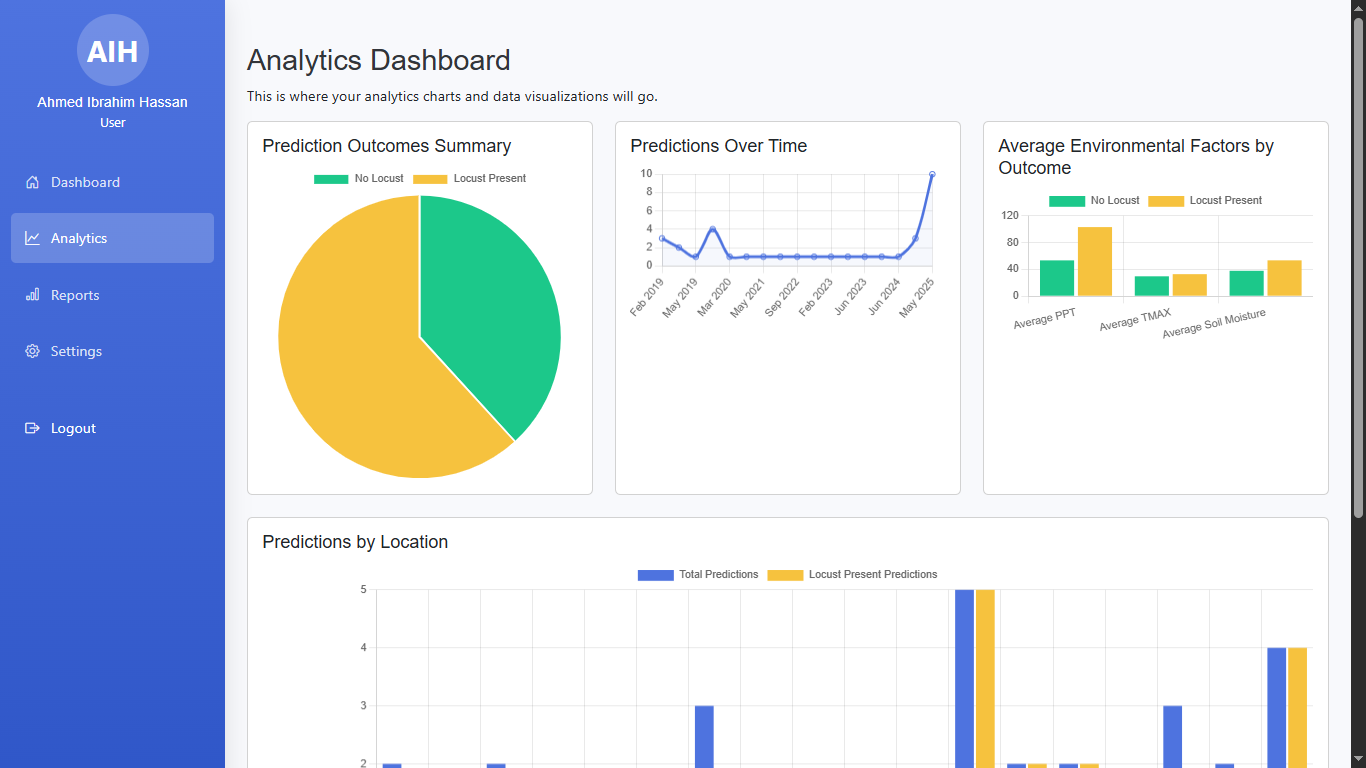 AIH
Ahmed Ibrahim Hassan
User
Dashboard
Analytics
Reports
Settings
Logout
Analytics Dashboard
This is where your analytics charts and data visualizations will go.
Prediction Outcomes Summary
No Locust Locust Present
Predictions Over Time
10
8
6
4
2
0
Feb 2019 May 2019 Mar 2020 May 2021 Sep 2022 Feb 2023 Jun 2023 Jun 2024 May 2025
Average Environmental Factors by
Outcome
No Locust Locust Present
120
80
40
0
Average PPT Average TMAX Average Soil Moisture
Predictions by Location
Total Predictions Locust Present Predictions
5
4
3
2